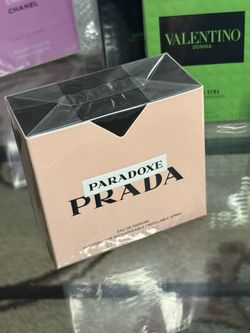 CHANEL
VALENTINO
DONNA
PARADOXE
PRADA
EAU DE PARFUM